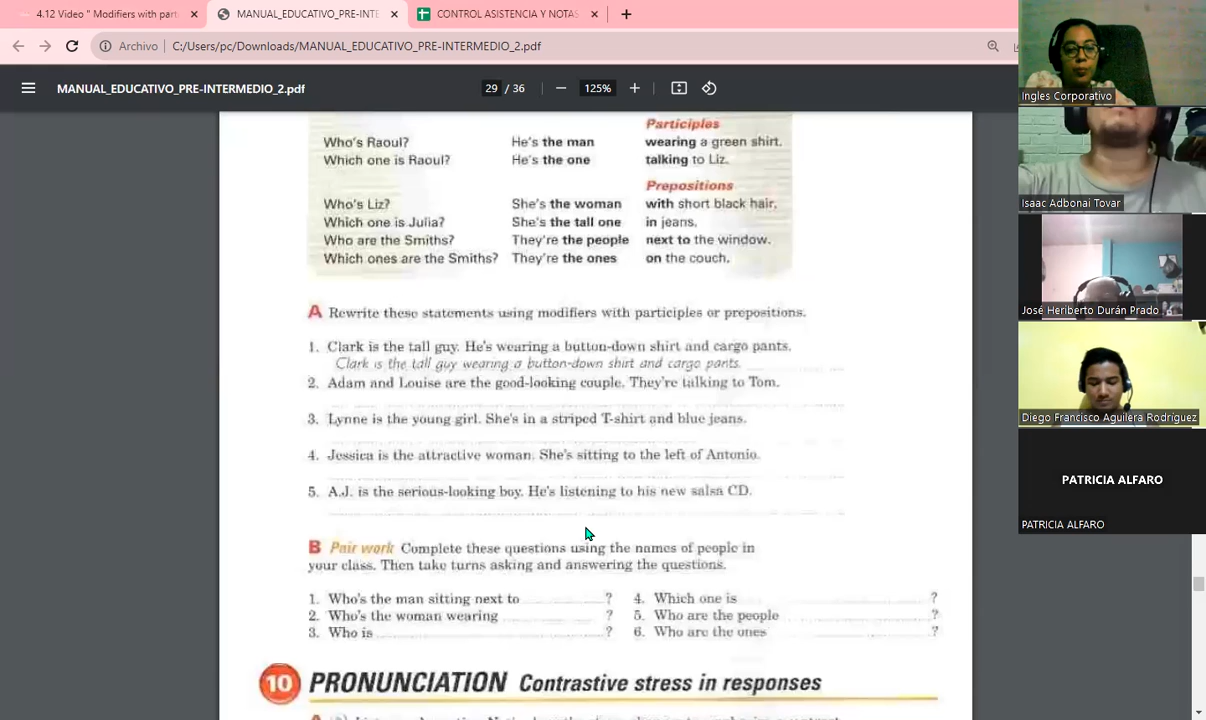 4.12 Video " Modifiers with part
MANUAL_EDUCATIVO_PRE-INTE
CONTROL ASISTENCIA Y NOTAS
Archivo
C:/Users/pc/Downloads/MANUAL_EDUCATIVO_PRE-INTERMEDIO_2.pdf
MANUAL_EDUCATIVO_PRE-INTERMEDIO_2.pdf
29 / 36
125%
Participles
Who's Raoul? He's the man wearing a green shirt.
Which one is Raoul? He's the one talking to Liz.
Prepositions
Who's Liz? She's the woman with short black hair.
Which one is Julia? She's the tall one in jeans.
Who are the Smiths? They're the people next to the window.
Which ones are the Smiths? They're the ones on the couch.
A Rewrite these statements using modifiers with participles or prepositions.
1. Clark is the tall guy. He's wearing a button-down shirt and cargo pants.
Clark is the tall guy wearing a button-down shirt and cargo pants.
2. Adam and Louise are the good-looking couple. They're talking to Tom.
3. Lynne is the young girl. She's in a striped T-shirt and blue jeans.
4. Jessica is the attractive woman. She's sitting to the left of Antonio.
5. A.J. is the serious-looking boy. He's listening to his new salsa CD.
B Pair work Complete these questions using the names of people in
your class. Then take turns asking and answering the questions.
1. Who's the man sitting next to ?
2. Who's the woman wearing ?
3. Who is ?
4. Which one is ?
5. Who are the people ?
6. Who are the ones ?
10 PRONUNCIATION Contrastive stress in responses
Ingles Corporativo
Isaac Adbonai Tovar
José Heriberto Durán Prado
Diego Francisco Aguilera Rodríguez
PATRICIA ALFARO
PATRICIA ALFARO